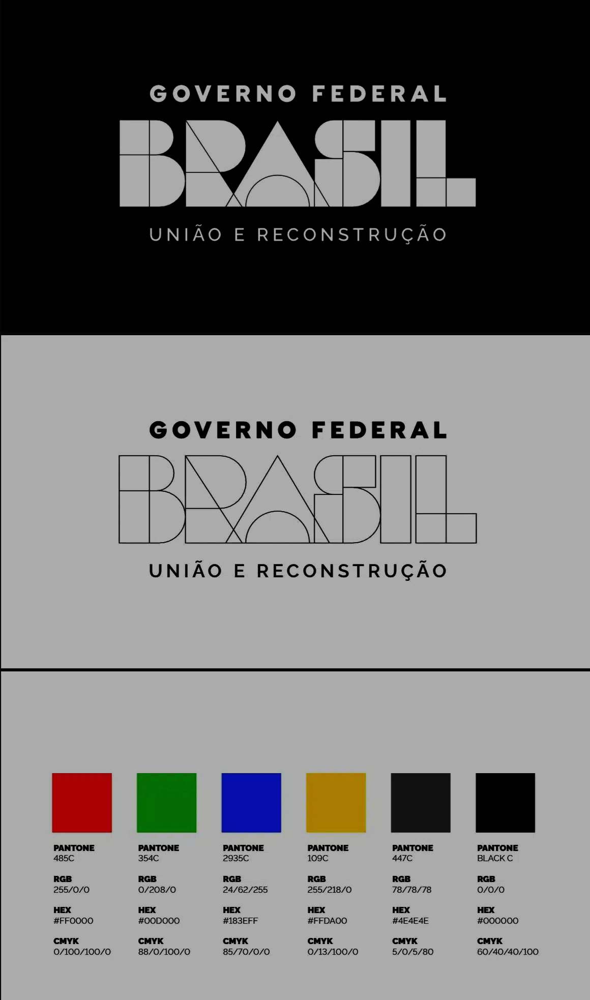 GOVERNO FEDERAL
BRASIL
UNIÃO E RECONSTRUÇÃO
GOVERNO FEDERAL
BRASIL
UNIÃO E RECONSTRUÇÃO
PANTONE PANTONE PANTONE PANTONE PANTONE PANTONE
485C 354C 2935C 109C 447C BLACK C
RGB RGB RGB RGB RGB RGB
255/0/0 0/208/0 24/62/255 255/218/0 78/78/78 0/0/0
HEX HEX HEX HEX HEX HEX
#FF0000 #00D000 #183EFF #FFDA00 #4E4E4E #000000
CMYK CMYK CMYK CMYK CMYK CMYK
0/100/100/0 88/0/100/0 85/70/0/0 0/13/100/0 5/0/5/80 60/40/40/100